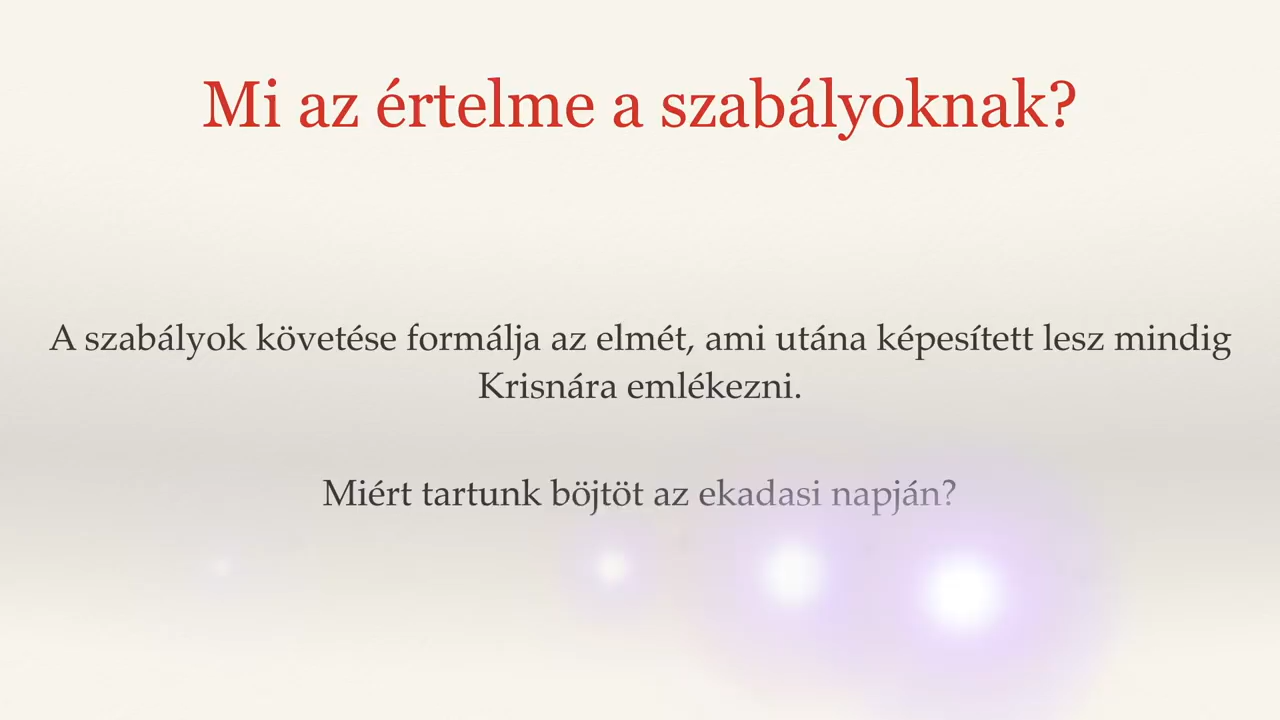 Mi az értelme a szabályoknak?
A szabályok követése formálja az elmét, ami utána képesített lesz mindig
Krisnára emlékezni.
Miért tartunk böjtöt az ekadasi napján?